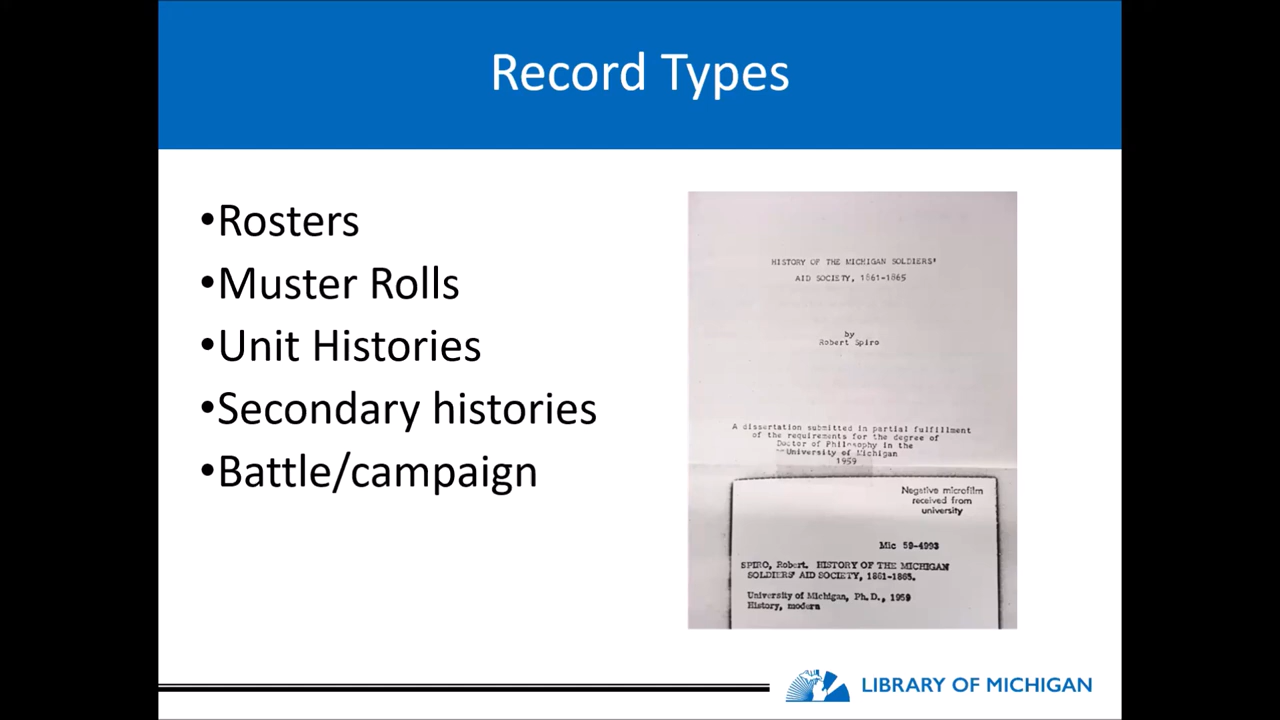 Record Types
•Rosters
•Muster Rolls
•Unit Histories
•Secondary histories
•Battle/campaign
HISTORY OF THE MICHIGAN SOLDIERS'
AID SOCIETY, 1861-1865
by
Robert Spiro
A dissertation submitted in partial fulfillment
of the requirements for the degree of
Doctor of Philosophy in the
University of Michigan
1959
Negative microfilm
received from
university
Mic 59-4993
SPIRO, Robert. HISTORY OF THE MICHIGAN
SOLDIERS' AID SOCIETY, 1861-1865.
University of Michigan, Ph.D., 1959
History, modern
LIBRARY OF MICHIGAN